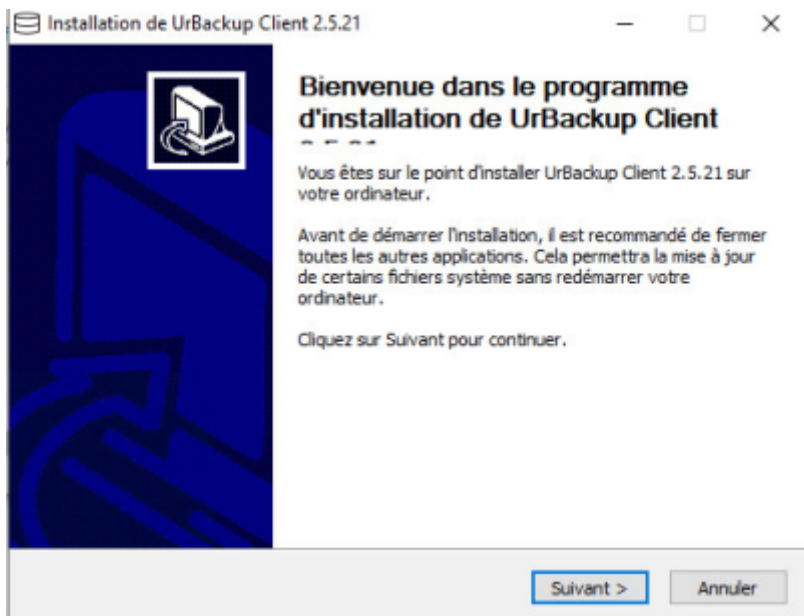 Installation de UrBackup Client 2.5.21
Bienvenue dans le programme
d'installation de UrBackup Client
Vous êtes sur le point d'installer UrBackup Client 2.5.21 sur
votre ordinateur.
Avant de démarrer l'installation, il est recommandé de fermer
toutes les autres applications. Cela permettra la mise à jour
de certains fichiers système sans redémarrer votre
ordinateur.
Cliquez sur Suivant pour continuer.
Suivant >
Annuler